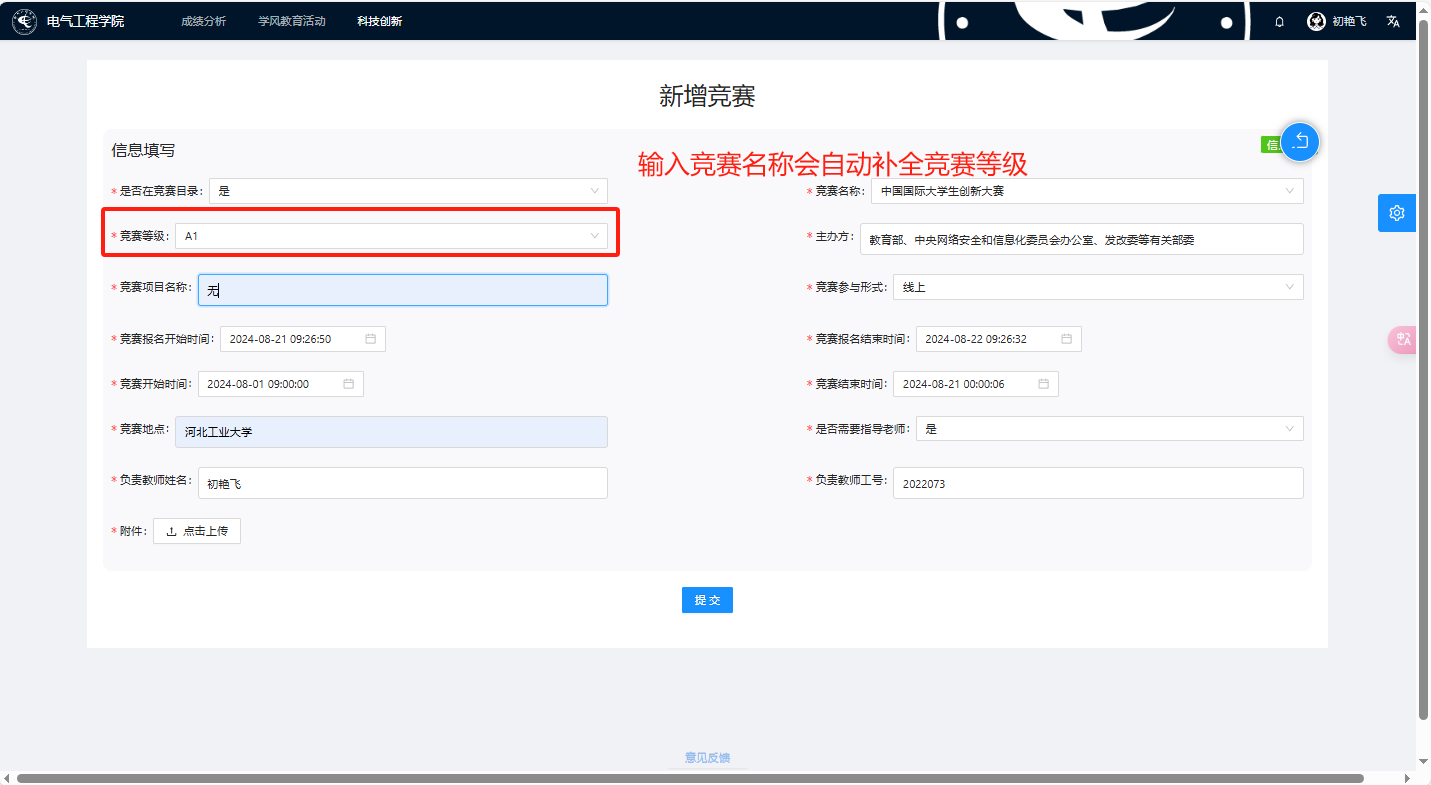 电气工程学院 成绩分析 学风教育活动 科技创新 初艳飞
新增竞赛
信息填写
输入竞赛名称会自动补全竞赛等级
* 是否在竞赛目录: 是 * 竞赛名称: 中国国际大学生创新大赛
* 竞赛等级: A1 * 主办方: 教育部、中央网络安全和信息化委员会办公室、发改委等有关部委
* 竞赛项目名称: 无 * 竞赛参与形式: 线上
* 竞赛报名开始时间: 2024-08-21 09:26:50 * 竞赛报名结束时间: 2024-08-22 09:26:32
* 竞赛开始时间: 2024-08-01 09:00:00 * 竞赛结束时间: 2024-08-21 00:00:06
* 竞赛地点: 河北工业大学 * 是否需要指导老师: 是
* 负责教师姓名: 初艳飞 * 负责教师工号: 2022073
* 附件: 点击上传
提 交
意见反馈